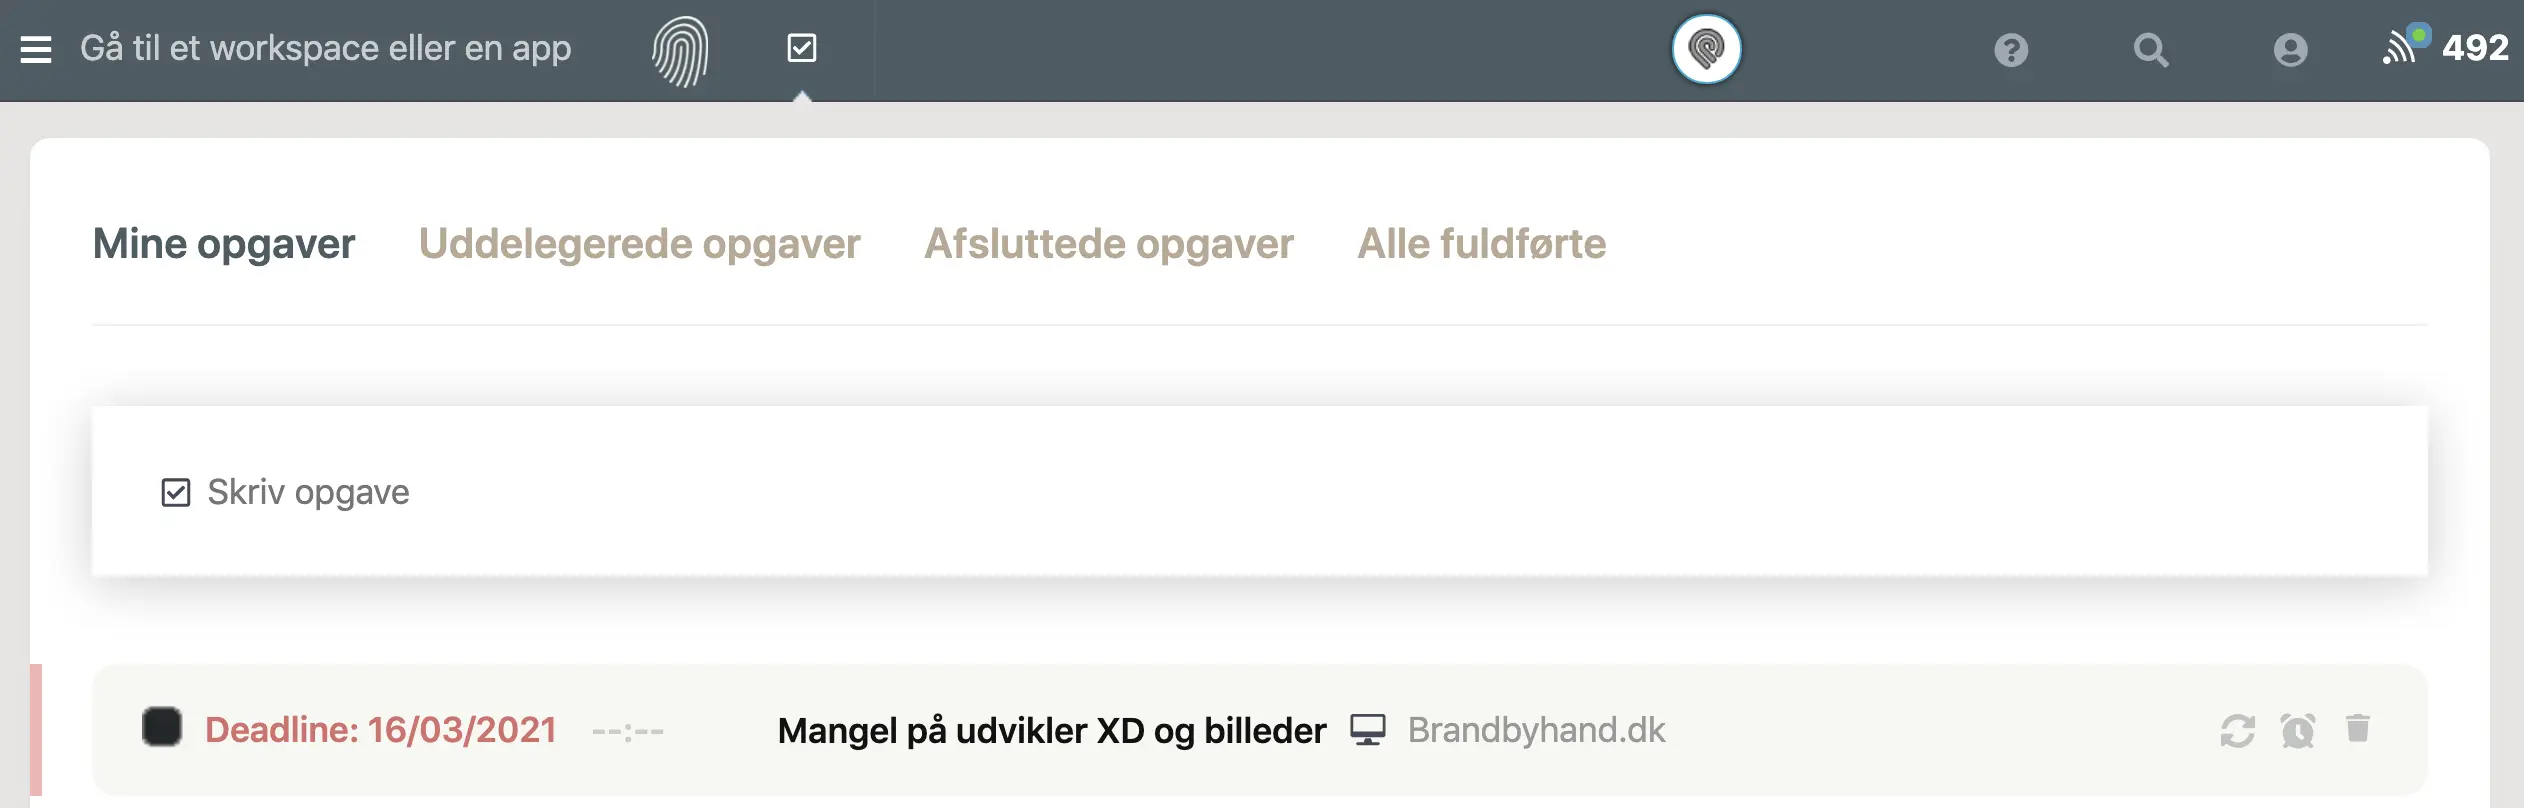 Gå til et workspace eller en app 492
Mine opgaver Uddelegerede opgaver Afsluttede opgaver Alle fuldførte
Skriv opgave
Deadline: 16/03/2021 --:-- Mangel på udvikler XD og billeder Brandbyhand.dk